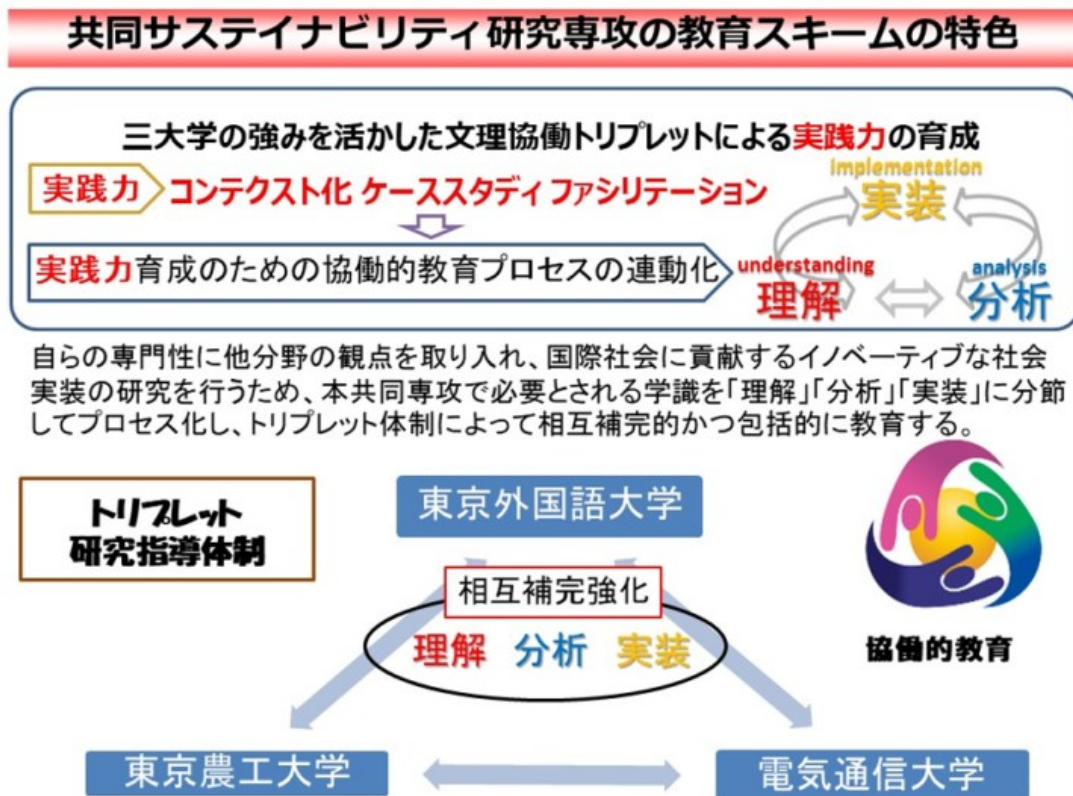 共同サステイナビリティ研究専攻の教育スキームの特色
三大学の強みを活かした文理協働トリプレットによる実践力の育成
実践力
コンテクスト化 ケーススタディ ファシリテーション
implementation
実装
実践力育成のための協働的教育プロセスの連動化
understanding
理解
analysis
分析
自らの専門性に他分野の観点を取り入れ、国際社会に貢献するイノベーティブな社会
実装の研究を行うため、本共同専攻で必要とされる学識を「理解」「分析」「実装」に分節
してプロセス化し、トリプレット体制によって相互補完的かつ包括的に教育する。
トリプレット
研究指導体制
東京外国語大学
相互補完強化
理解 分析 実装
協働的教育
東京農工大学
電気通信大学